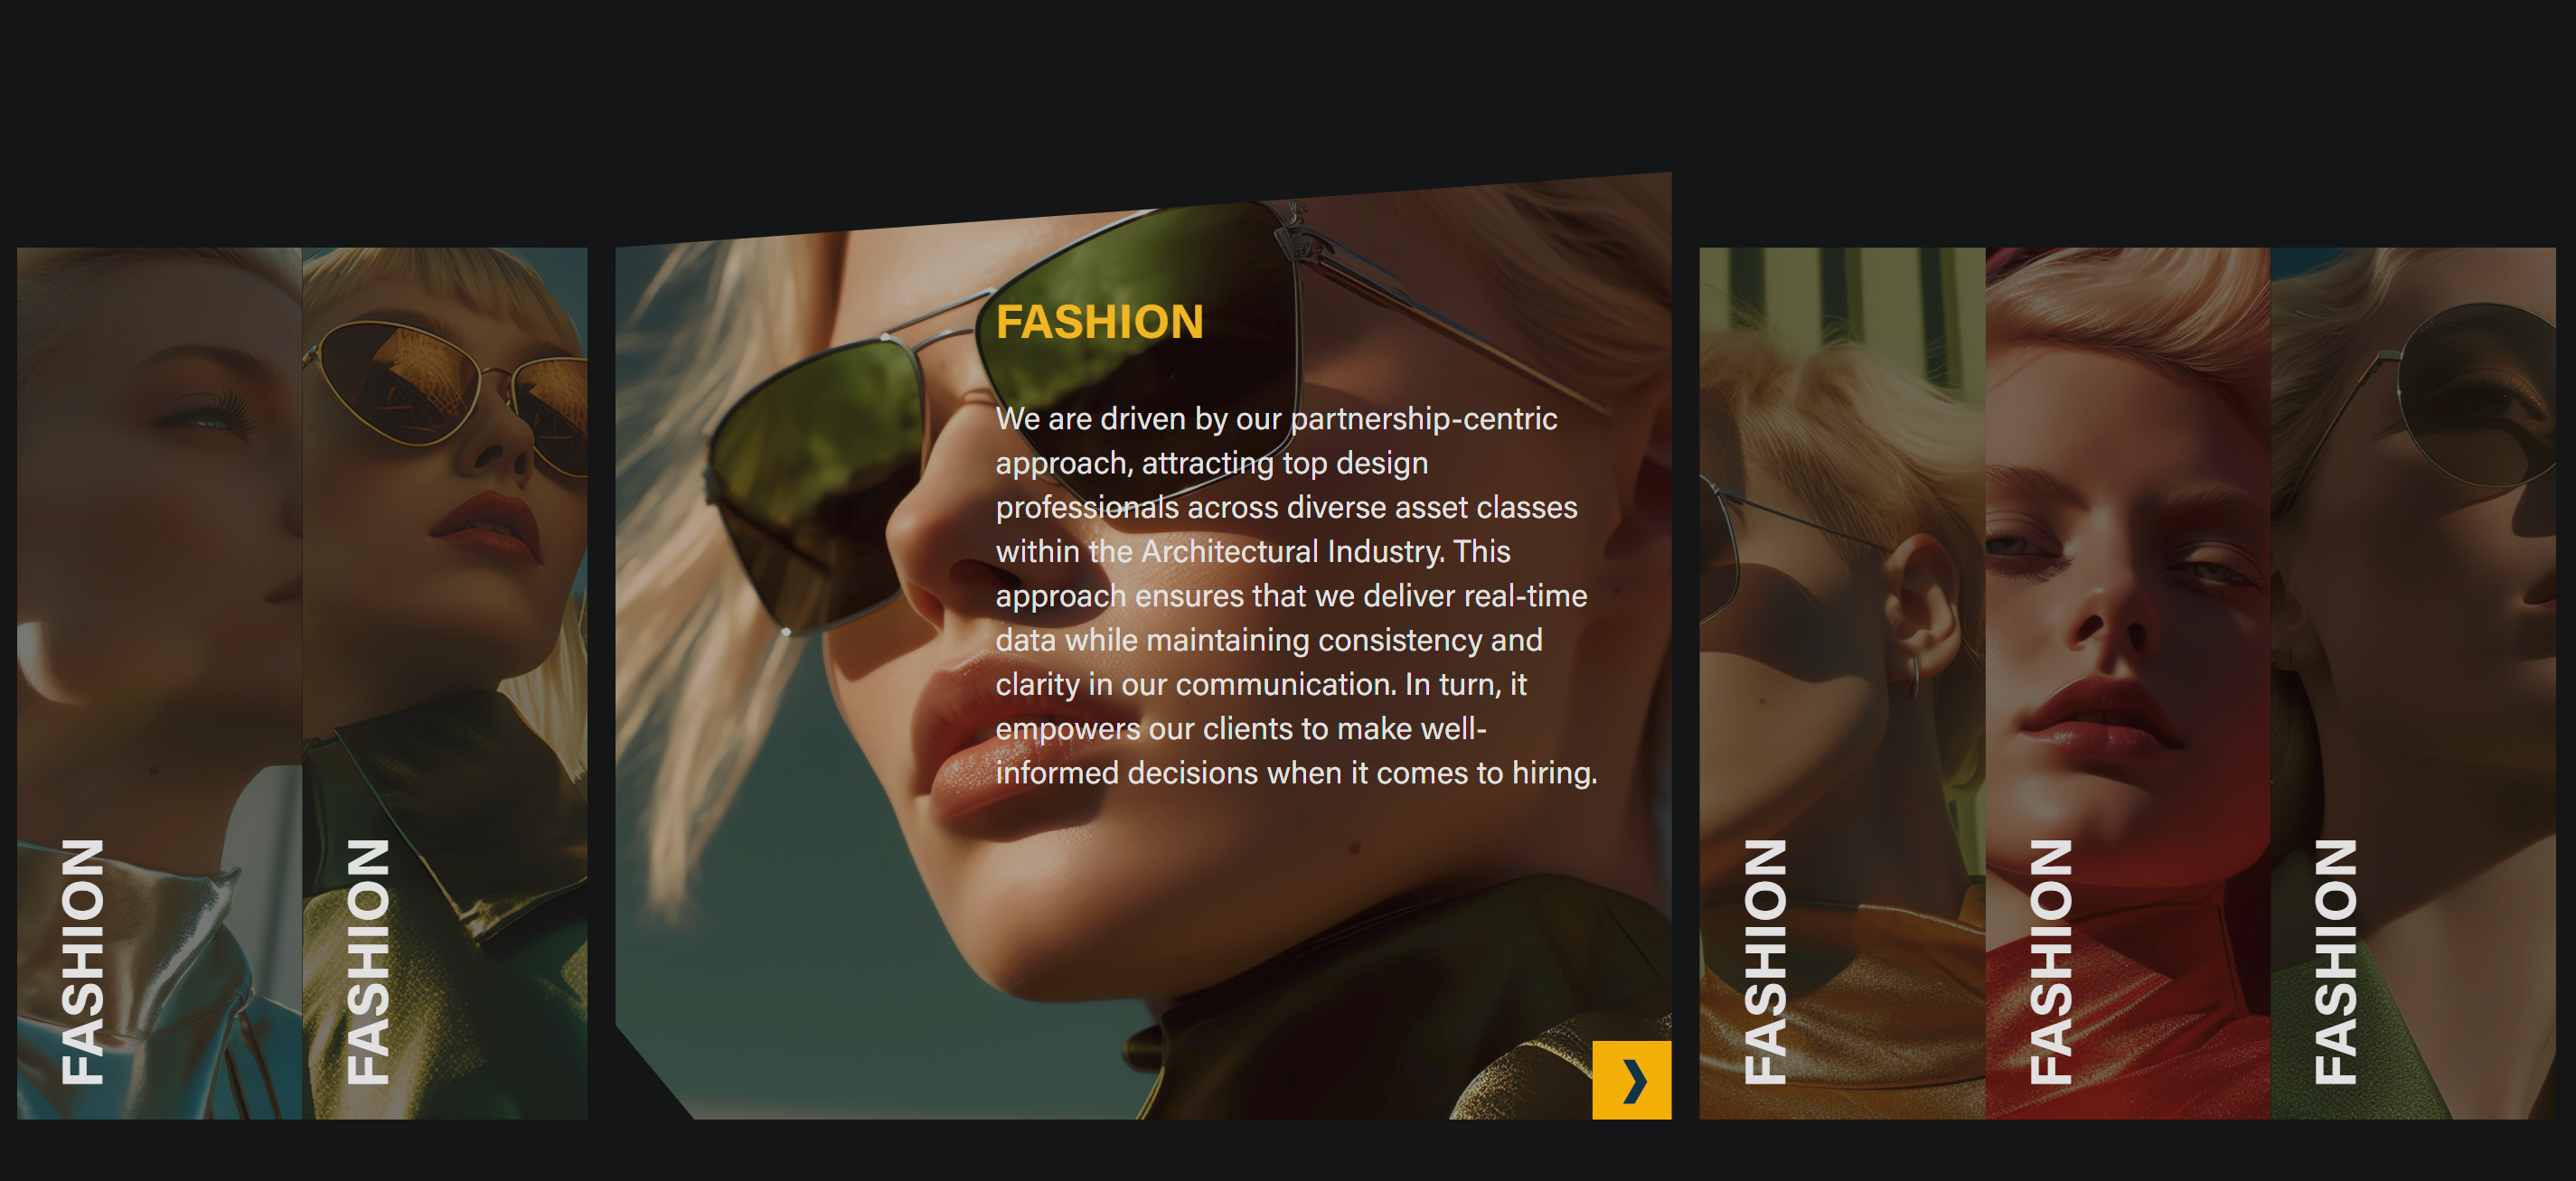 FASHION
FASHION
FASHION
We are driven by our partnership-centric
approach, attracting top design
professionals across diverse asset classes
within the Architectural Industry. This
approach ensures that we deliver real-time
data while maintaining consistency and
clarity in our communication. In turn, it
empowers our clients to make well-
informed decisions when it comes to hiring.
FASHION
FASHION
FASHION